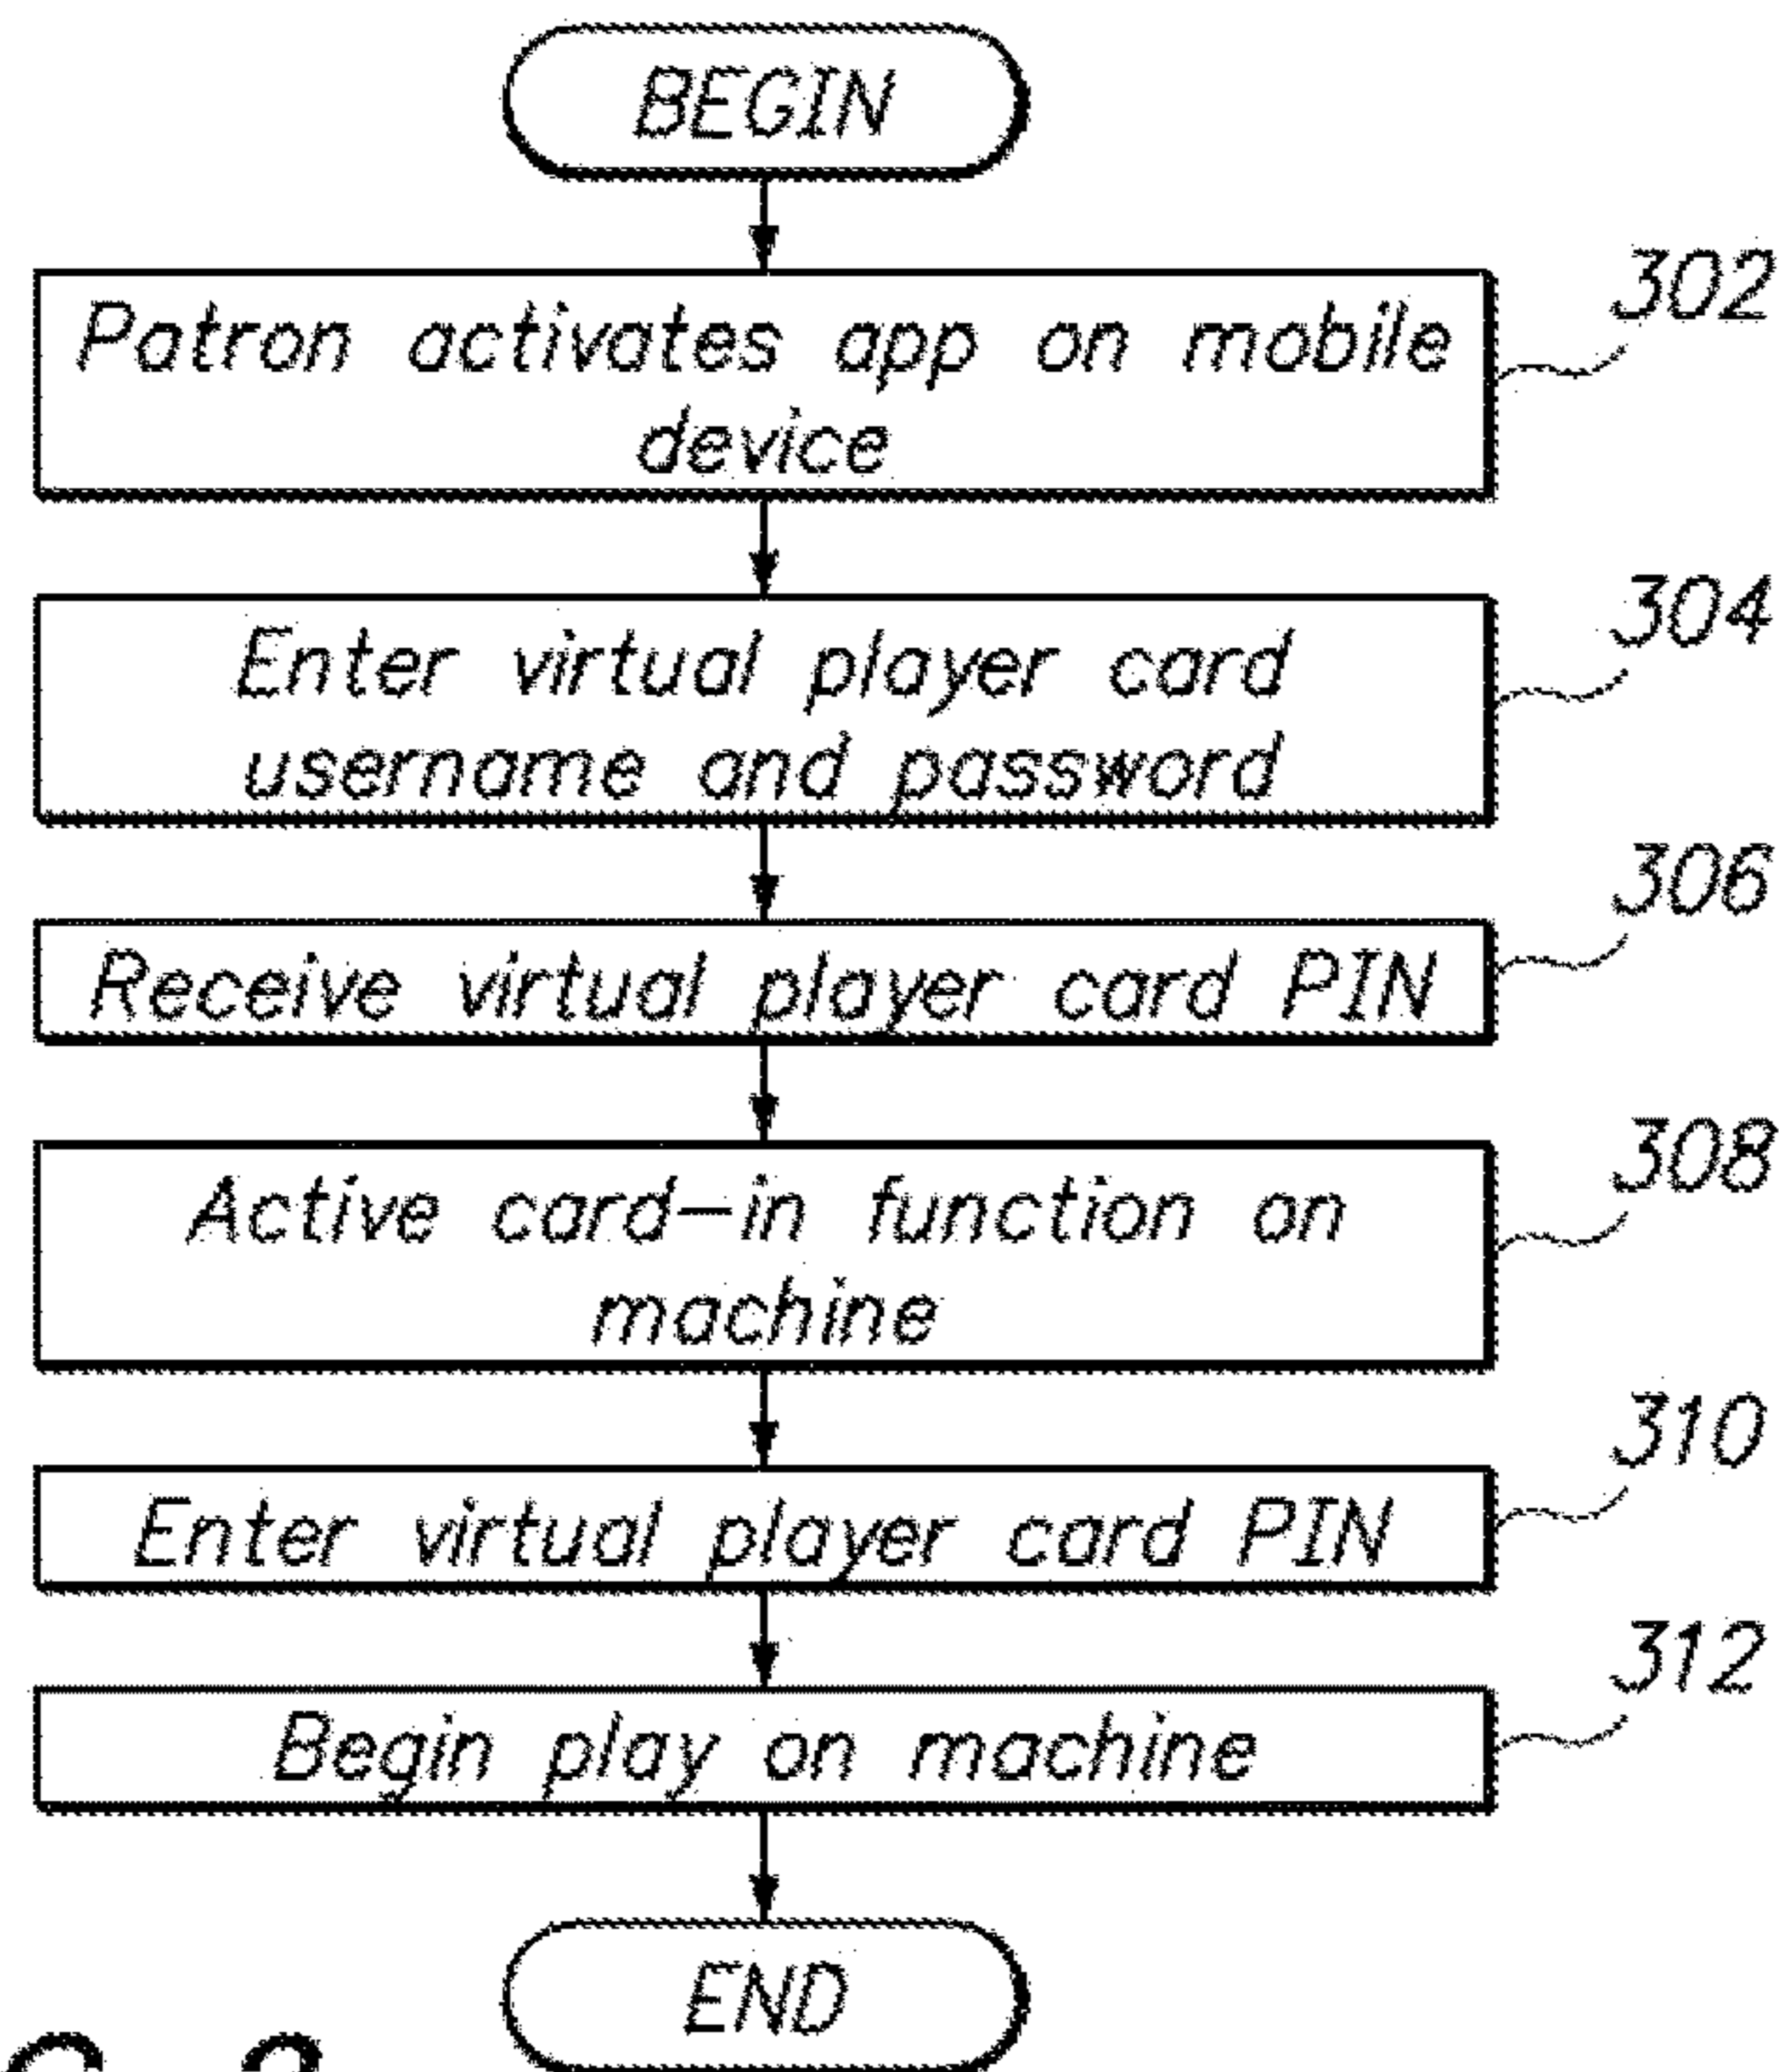 BEGIN
302
Patron activates app on mobile
device
304
Enter virtual player card
username and password
306
Receive virtual player card PIN
308
Active card-in function on
machine
310
Enter virtual player card PIN
312
Begin play on machine
END